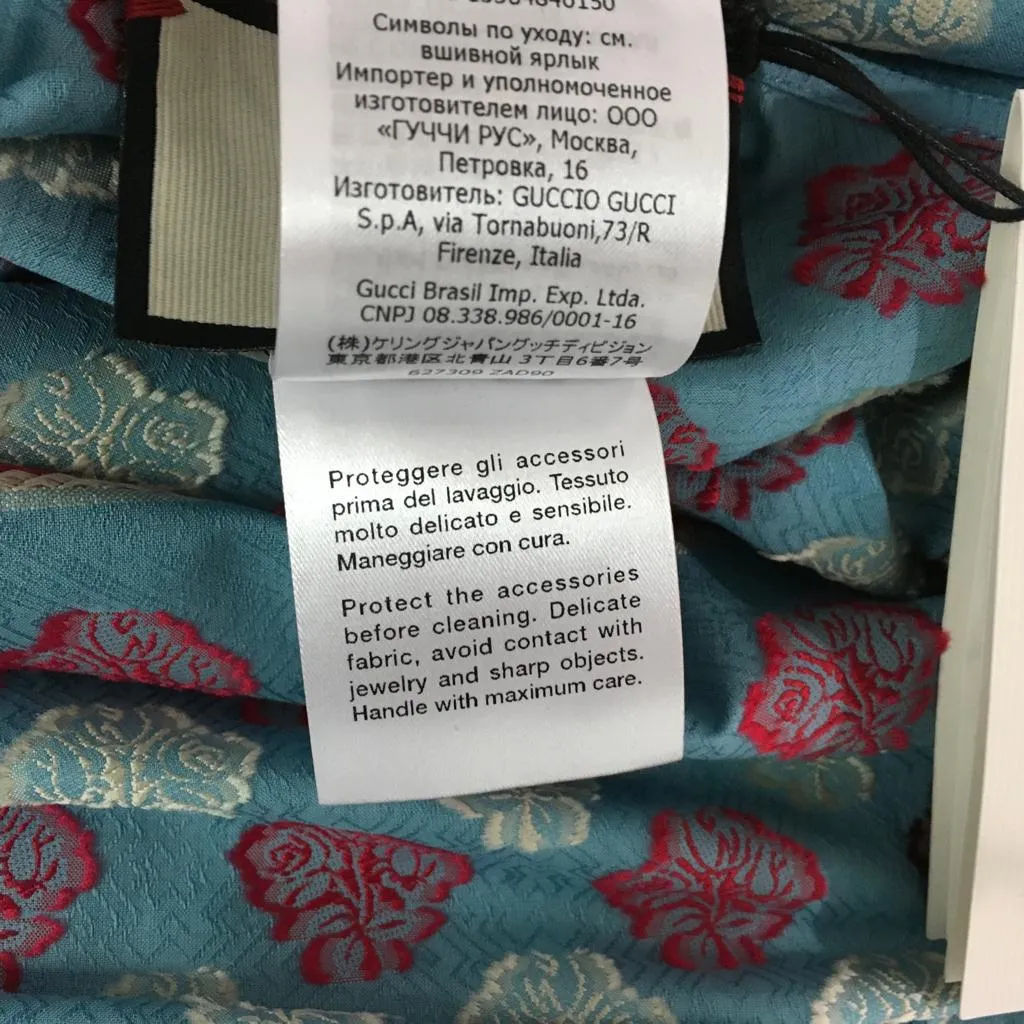 Символы по уходу: см.
вшивной ярлык
Импортер и уполномоченное
изготовителем лицо: ООО
«ГУЧЧИ РУС», Москва,
Петровка, 16
Изготовитель: GUCCIO GUCCI
S.p.A, via Tornabuoni,73/R
Firenze, Italia
Gucci Brasil Imp. Exp. Ltda.
CNPJ 08.338.986/0001-16
(株)ケリングジャパングッチディビジョン
東京都港区北青山 3丁目6番7号
627309 ZAD90
Proteggere gli accessori
prima del lavaggio. Tessuto
molto delicato e sensibile.
Maneggiare con cura.
Protect the accessories
before cleaning. Delicate
fabric, avoid contact with
jewelry and sharp objects.
Handle with maximum care.